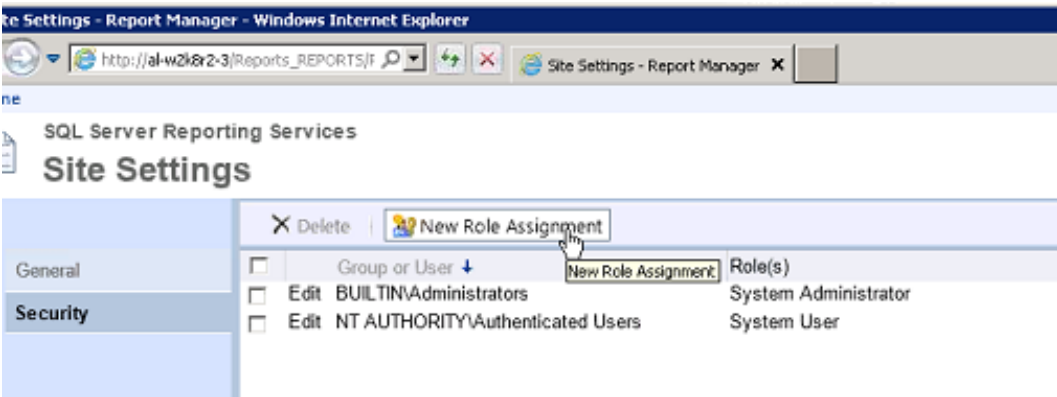 te Settings - Report Manager - Windows Internet Explorer
http://al-w2k8r2-3/Reports_REPORTS/F
Site Settings - Report Manager
me
SQL Server Reporting Services
Site Settings
Delete | New Role Assignment
General
Security
Group or User Role(s)
New Role Assignment
Edit BUILTIN\Administrators System Administrator
Edit NT AUTHORITY\Authenticated Users System User